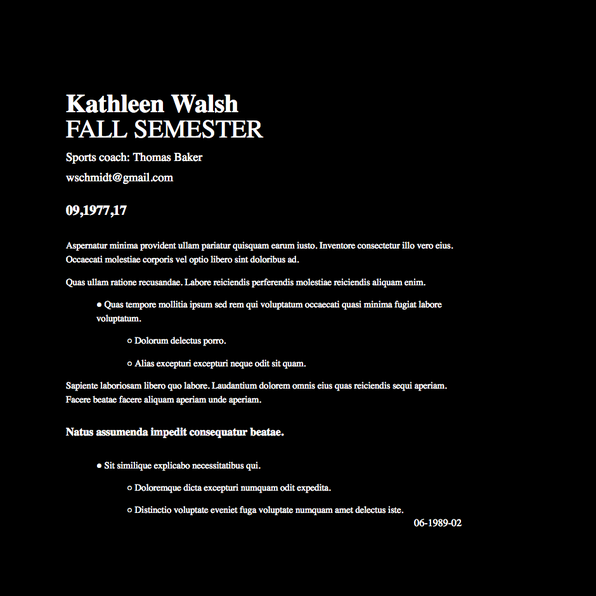 Kathleen Walsh
FALL SEMESTER
Sports coach: Thomas Baker
wschmidt@gmail.com
09,1977,17
Aspernatur minima provident ullam pariatur quisquam earum iusto. Inventore consectetur illo vero eius.
Occaecati molestiae corporis vel optio libero sint doloribus ad.
Quas ullam ratione recusandae. Labore reiciendis perferendis molestiae reiciendis aliquam enim.
● Quas tempore mollitia ipsum sed rem qui voluptatum occaecati quasi minima fugiat labore
voluptatum.
○ Dolorum delectus porro.
○ Alias excepturi excepturi neque odit sit quam.
Sapiente laboriosam libero quo labore. Laudantium dolorem omnis eius quas reiciendis sequi aperiam.
Facere beatae facere aliquam aperiam unde aperiam.
Natus assumenda impedit consequatur beatae.
● Sit similique explicabo necessitatibus qui.
○ Doloremque dicta excepturi numquam odit expedita.
○ Distinctio voluptate eveniet fuga voluptate numquam amet delectus iste.
06-1989-02